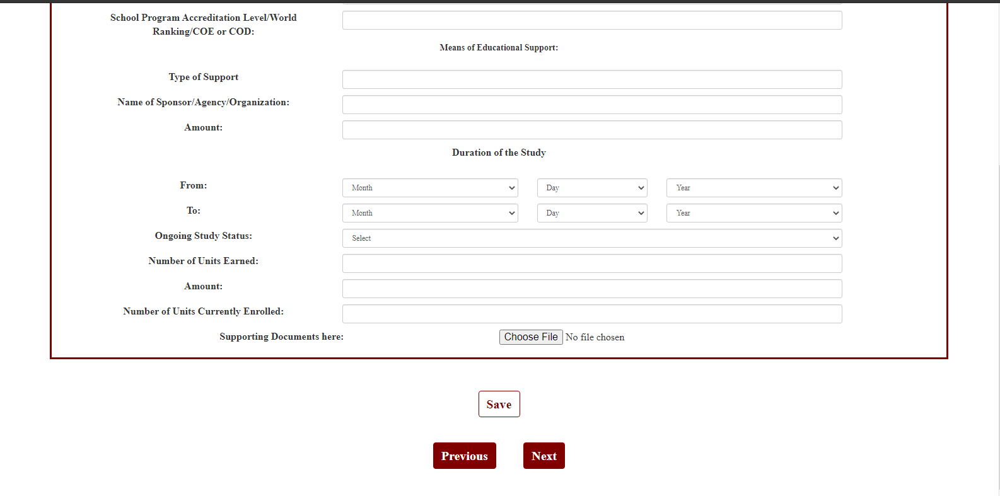 School Program Accreditation Level/World
Ranking/COE or COD:
Means of Educational Support:
Type of Support
Name of Sponsor/Agency/Organization:
Amount:
Duration of the Study
From: Month Day Year
To: Month Day Year
Ongoing Study Status: Select
Number of Units Earned:
Amount:
Number of Units Currently Enrolled:
Supporting Documents here: Choose File No file chosen
Save
Previous Next